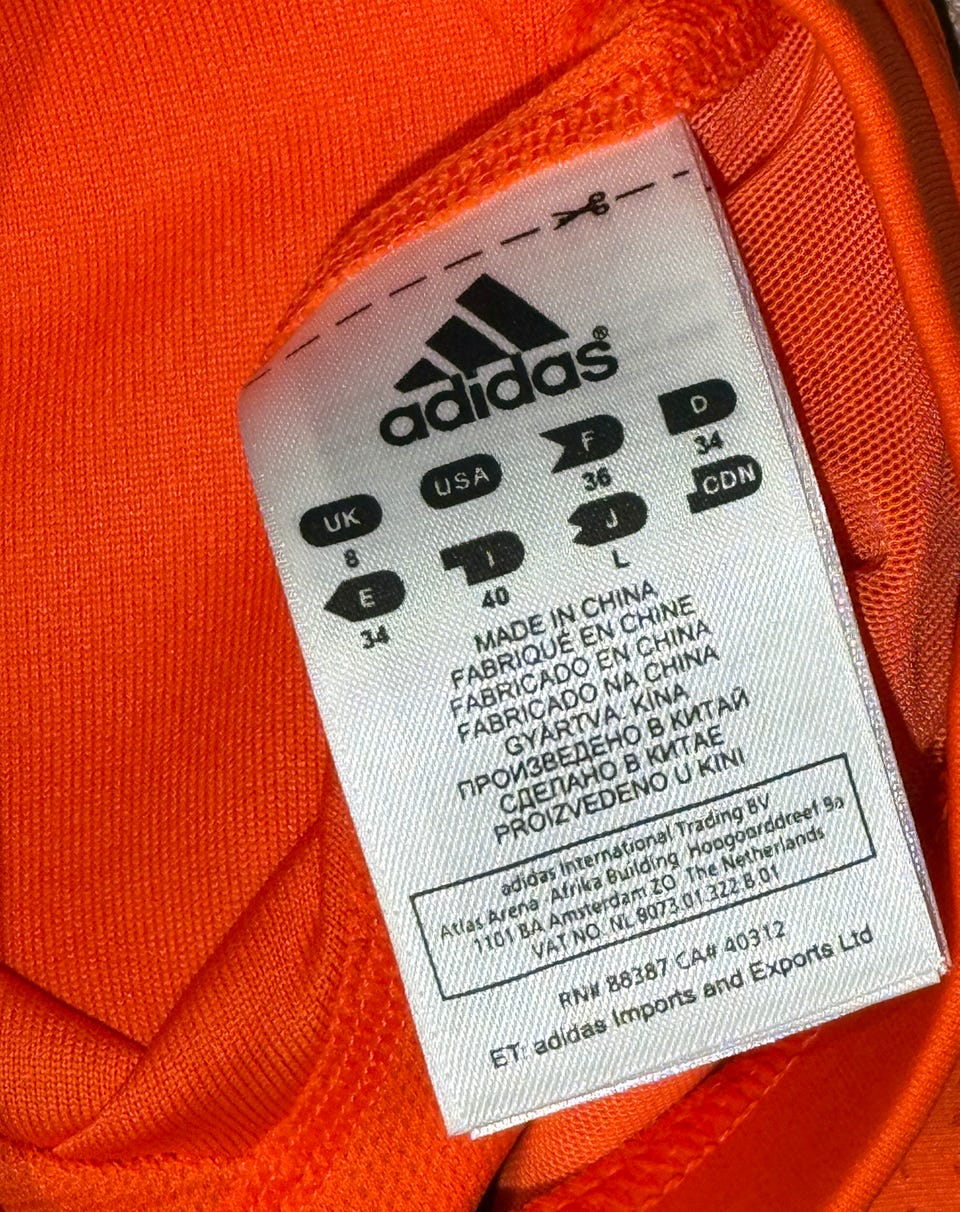 adidas®
UK USA F D
8 36 34
E I J CDN
34 40 L
MADE IN CHINA
FABRIQUÉ EN CHINE
FABRICADO EN CHINA
FABRICADO NA CHINA
GYÁRTVA: KÍNA
ПРОИЗВЕДЕНО В КИТАЙ
СДЕЛАНО В КИТАЕ
PROIZVEDENO U KINI
adidas International Trading BV
Atlas Arena Afrika Building Hoogoorddreef 9a
1101 BA Amsterdam ZO The Netherlands
VAT NO. NL 8073.01.322.B.01
RN# 88387 CA# 40312
ET: adidas Imports and Exports Ltd